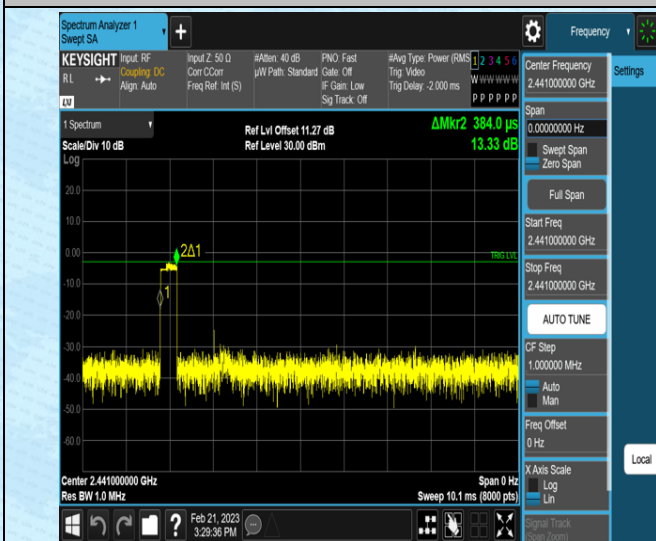 Spectrum Analyzer 1
Swept SA
+
Frequency
KEYSIGHT
RL
LXI
Input: RF
Coupling: DC
Align: Auto
Input Z: 50 Ω
Corr CCorr
Freq Ref: Int (S)
#Atten: 40 dB
µW Path: Standard
PNO: Fast
Gate: Off
IF Gain: Low
Sig Track: Off
#Avg Type: Power (RMS
Trig: Video
Trig Delay: -2.000 ms
1 2 3 4 5 6
W W W W W W
P P P P P P
1 Spectrum
Scale/Div 10 dB
Ref Lvl Offset 11.27 dB
Ref Level 30.00 dBm
ΔMkr2 384.0 µs
13.33 dB
Log
20.0
10.0
0.00
-10.0
-20.0
-30.0
-40.0
-50.0
-60.0
2Δ1
1
TRIG LVL
Center 2.441000000 GHz
Res BW 1.0 MHz
Span 0 Hz
Sweep 10.1 ms (8000 pts)
Feb 21, 2023
3:29:36 PM
?
Center Frequency
2.441000000 GHz
Settings
Span
0.00000000 Hz
Swept Span
Zero Span
Full Span
Start Freq
2.441000000 GHz
Stop Freq
2.441000000 GHz
AUTO TUNE
CF Step
1.000000 MHz
Auto
Man
Freq Offset
0 Hz
X Axis Scale
Log
Lin
Signal Track
(Span Zoom)
Local